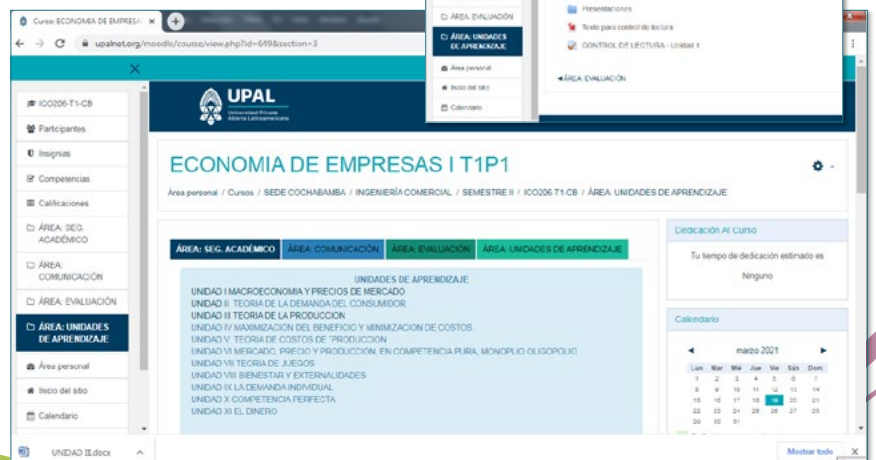 Curso: ECONOMIA DE EMPRESA
upalnet.org/moodle/course/view.php?id=649&section=3
ÁREA: EVALUACIÓN
ÁREA: UNIDADES DE APRENDIZAJE
Área personal
Inicio del sitio
Calendario
Presentaciones
Texto para control de lectura
CONTROL DE LECTURA - Unidad 1
◄ÁREA: EVALUACIÓN
ICO206-T1-CB
Participantes
Insignias
Competencias
Calificaciones
ÁREA: SEG. ACADÉMICO
ÁREA: COMUNICACIÓN
ÁREA: EVALUACIÓN
ÁREA: UNIDADES DE APRENDIZAJE
Área personal
Inicio del sitio
Calendario
UPAL
Universidad Privada
Abierta Latinoamericana
ECONOMIA DE EMPRESAS I T1P1
Área personal / Cursos / SEDE COCHABAMBA / INGENIERÍA COMERCIAL / SEMESTRE II / ICO206-T1-CB / ÁREA: UNIDADES DE APRENDIZAJE
ÁREA: SEG. ACADÉMICO ÁREA: COMUNICACIÓN ÁREA: EVALUACIÓN ÁREA: UNIDADES DE APRENDIZAJE
UNIDADES DE APRENDIZAJE
UNIDAD I MACROECONOMIA Y PRECIOS DE MERCADO
UNIDAD II TEORIA DE LA DEMANDA DEL CONSUMIDOR
UNIDAD III TEORIA DE LA PRODUCCION
UNIDAD IV MAXIMIZACION DEL BENEFICIO Y MINIMIZACION DE COSTOS
UNIDAD V. TEORIA DE COSTOS DE ¨PRODUCCION
UNIDAD VI MERCADO, PRECIO Y PRODUCCION, EN COMPETENCIA PURA, MONOPLIO OLIGOPOLIO
UNIDAD VII TEORIA DE JUEGOS
UNIDAD VIII BIENESTAR Y EXTERNALIDADES
UNIDAD IX LA DEMANDA INDIVIDUAL
UNIDAD X COMPETENCIA PERFECTA
UNIDAD XI EL DINERO
Dedicación Al Curso
Tu tiempo de dedicación estimado es
Ninguno
Calendario
◄ marzo 2021 ►
Lun Mar Mié Jue Vie Sáb Dom
1 2 3 4 5 6 7
8 9 10 11 12 13 14
15 16 17 18 19 20 21
22 23 24 25 26 27 28
29 30 31
UNIDAD II.docx
Mostrar todo